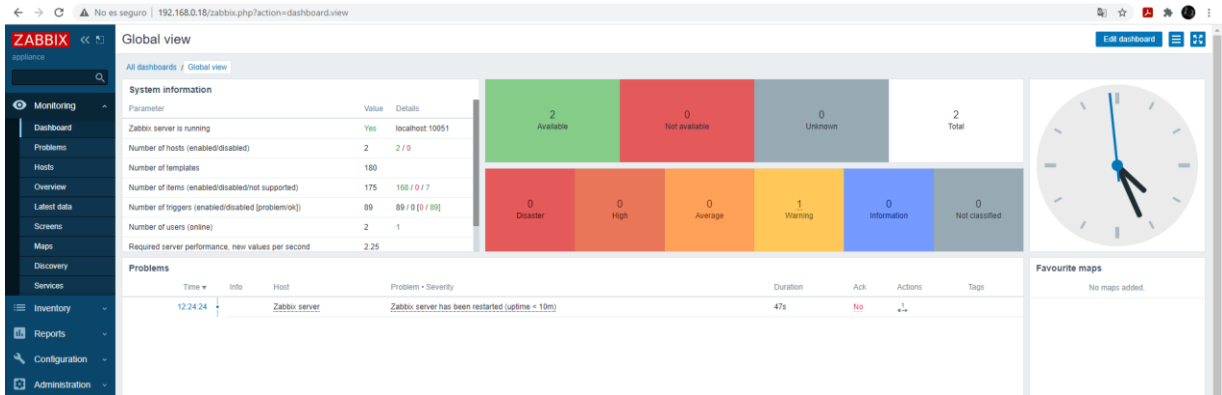 No es seguro | 192.168.0.18/zabbix.php?action=dashboard.view
ZABBIX
appliance
Monitoring
Dashboard
Problems
Hosts
Overview
Latest data
Screens
Maps
Discovery
Services
Inventory
Reports
Configuration
Administration
Global view
Edit dashboard
All dashboards / Global view
System information
Parameter Value Details
Zabbix server is running Yes localhost:10051
Number of hosts (enabled/disabled) 2 2 / 0
Number of templates 180
Number of items (enabled/disabled/not supported) 175 168 / 0 / 7
Number of triggers (enabled/disabled [problem/ok]) 89 89 / 0 [0 / 89]
Number of users (online) 2 1
Required server performance, new values per second 2.25
2 0 0 2
Available Not available Unknown Total
0 0 0 1 0 0
Disaster High Average Warning Information Not classified
Problems
Time Info Host Problem • Severity Duration Ack Actions Tags
12:24:24 Zabbix server Zabbix server has been restarted (uptime < 10m) 47s No 1
Favourite maps
No maps added.